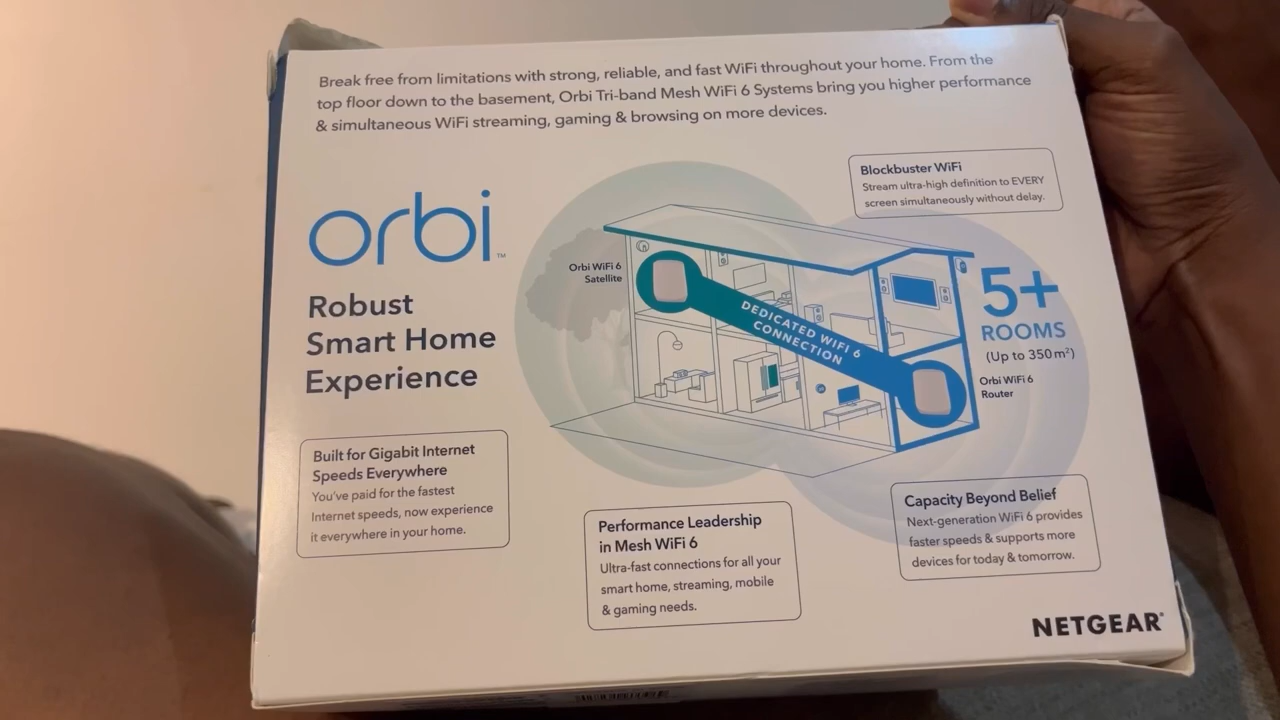 Break free from limitations with strong, reliable, and fast WiFi throughout your home. From the
top floor down to the basement, Orbi Tri-band Mesh WiFi 6 Systems bring you higher performance
& simultaneous WiFi streaming, gaming & browsing on more devices.
Blockbuster WiFi
Stream ultra-high definition to EVERY
screen simultaneously without delay.
orbi™
Robust
Smart Home
Experience
Orbi WiFi 6
Satellite
DEDICATED WIFI 6
CONNECTION
5+
ROOMS
(Up to 350 m²)
Orbi WiFi 6
Router
Built for Gigabit Internet
Speeds Everywhere
You've paid for the fastest
Internet speeds, now experience
it everywhere in your home.
Performance Leadership
in Mesh WiFi 6
Ultra-fast connections for all your
smart home, streaming, mobile
& gaming needs.
Capacity Beyond Belief
Next-generation WiFi 6 provides
faster speeds & supports more
devices for today & tomorrow.
NETGEAR®